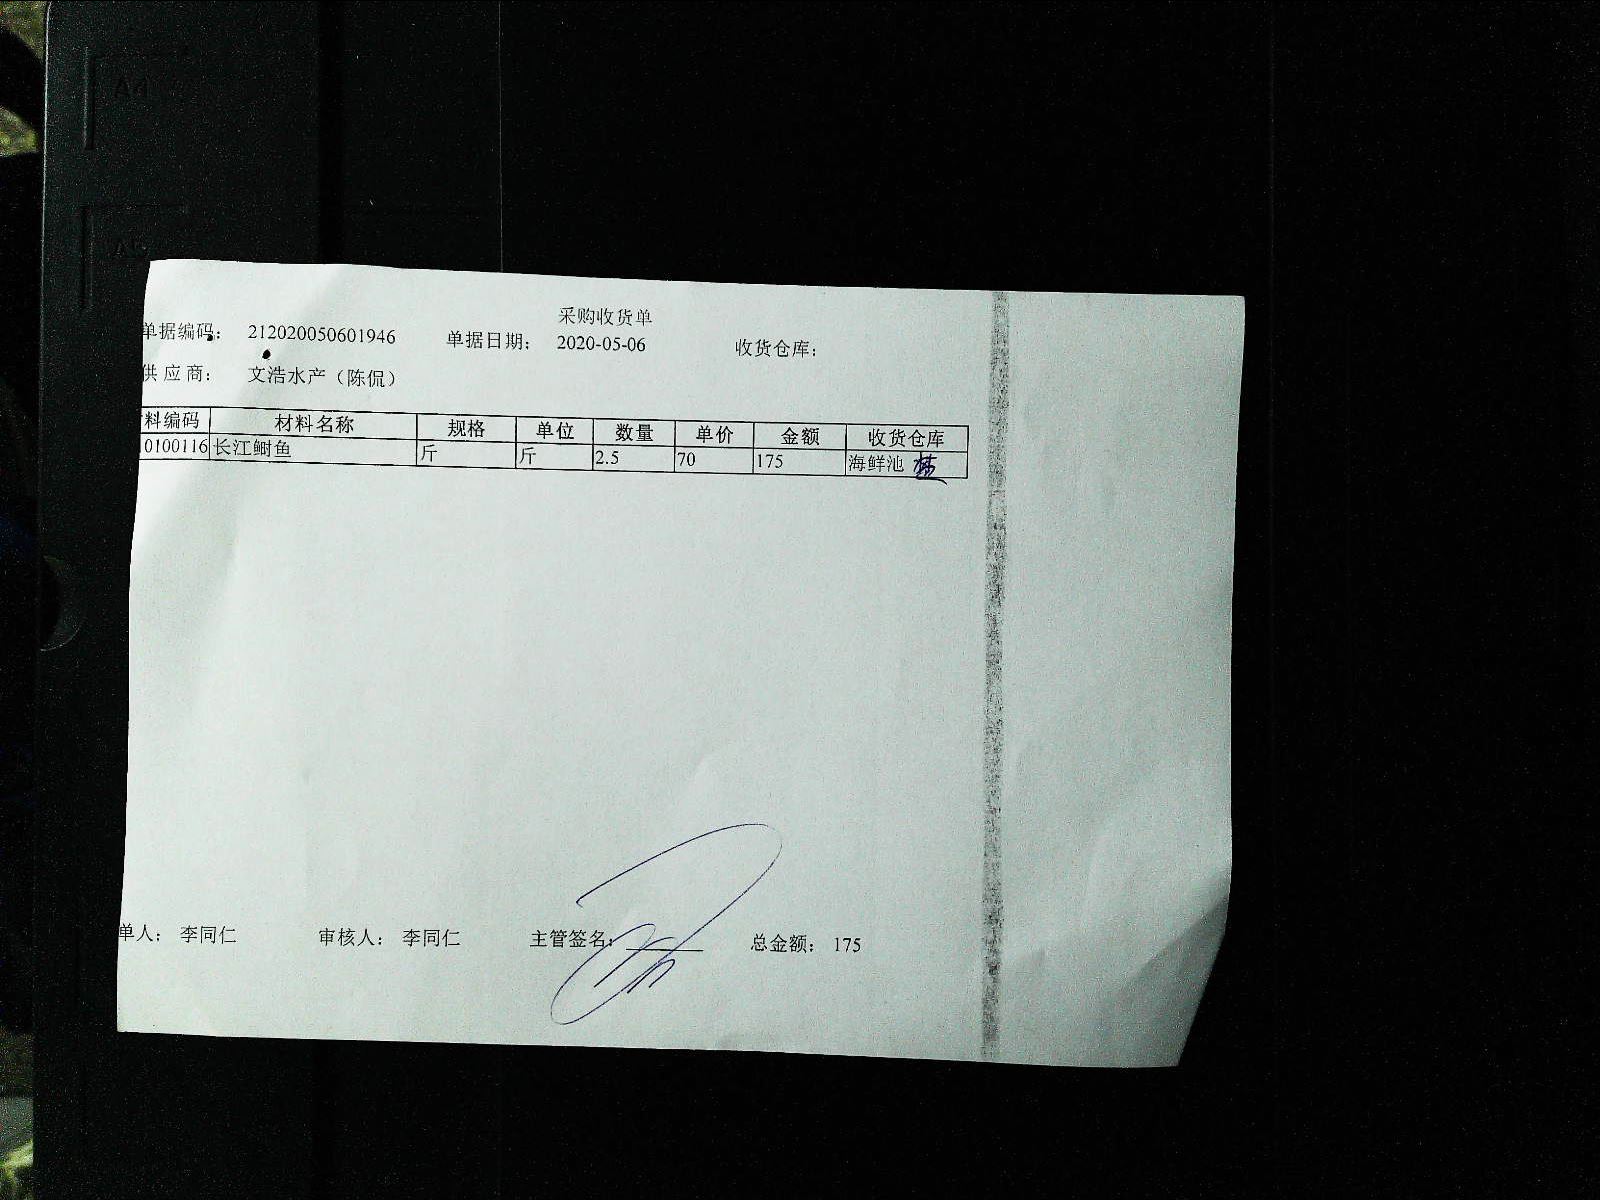 采购收货单
单据编码: 212020050601946 单据日期: 2020-05-06 收货仓库:
供应商: 文浩水产（陈侃）
料编码 材料名称 规格 单位 数量 单价 金额 收货仓库
0100116 长江鲥鱼 斤 斤 2.5 70 175 海鲜池
单人: 李同仁 审核人: 李同仁 主管签名: 总金额: 175